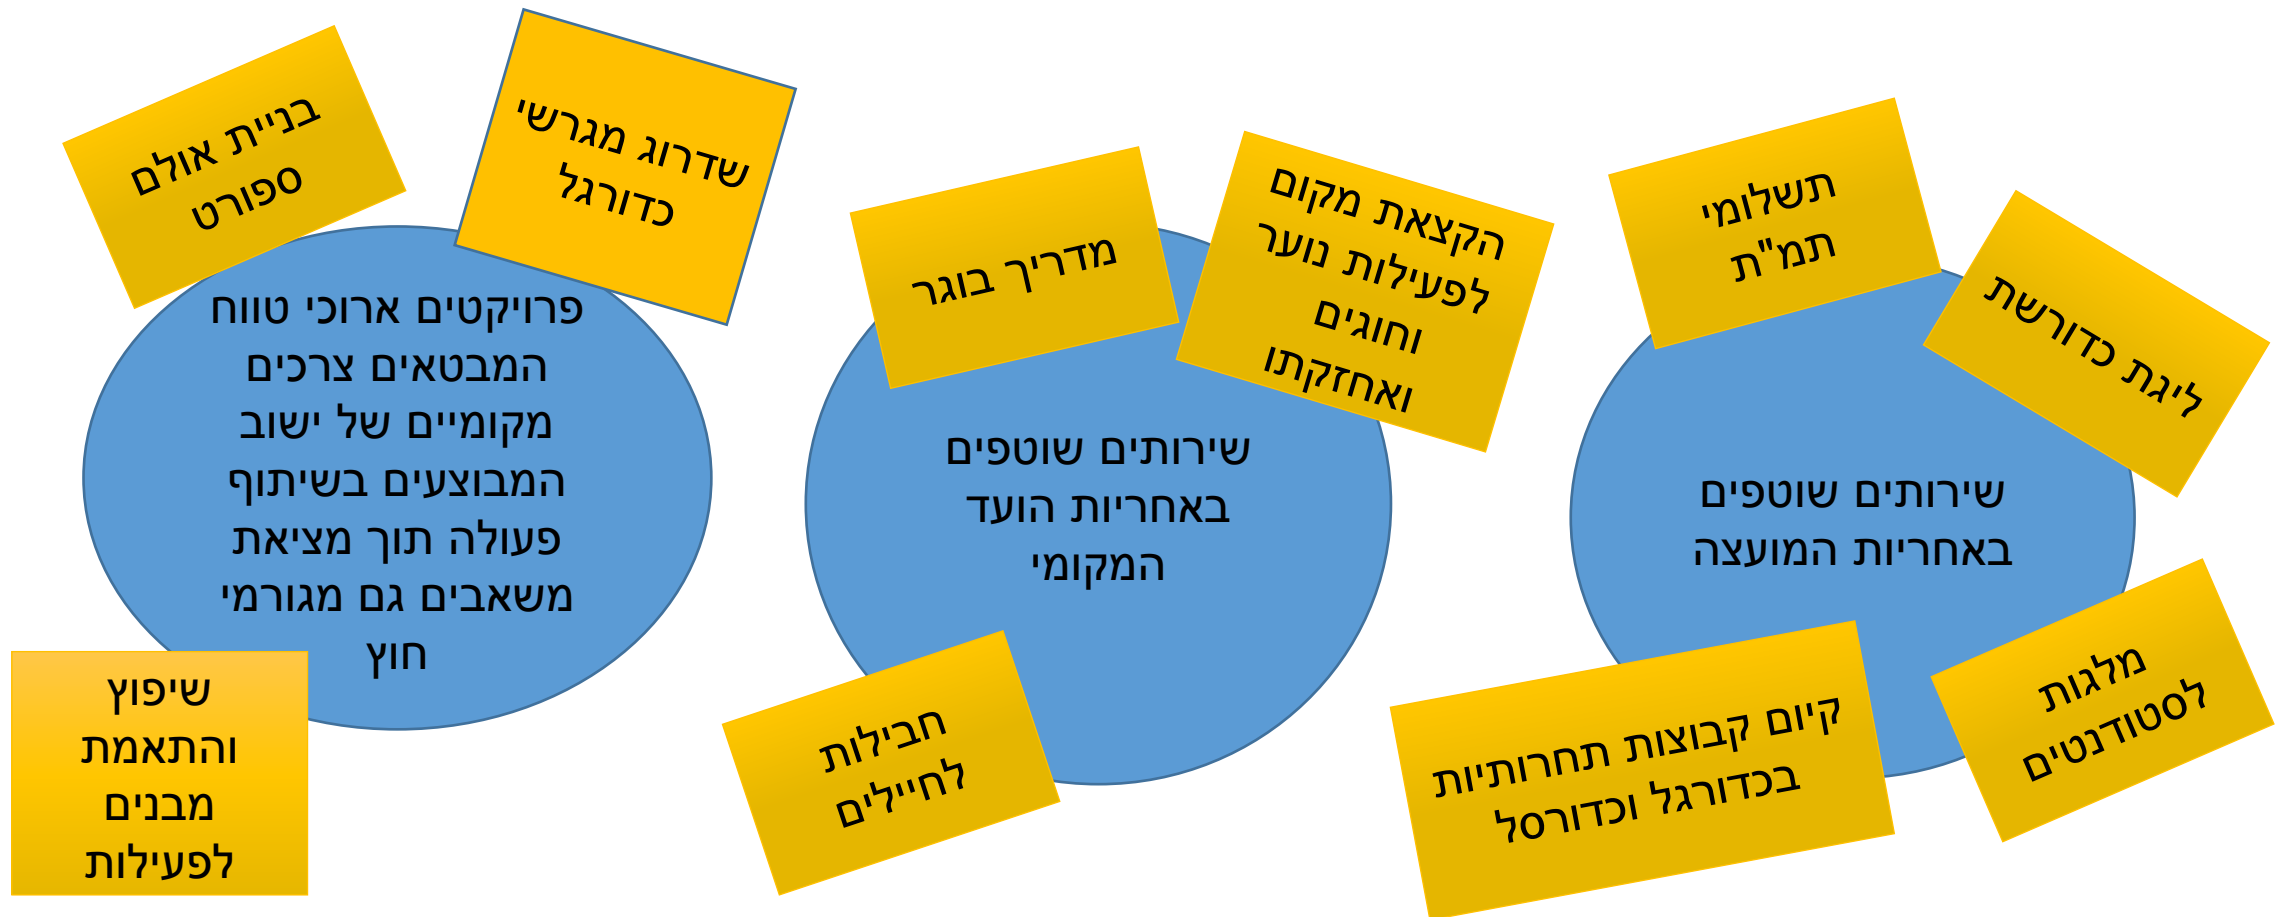 תשלומי
תמ"ת
ליגת כדורשת
שירותים שוטפים
באחריות המועצה
מלגות
לסטודנטים
קיום קבוצות תחרותיות
בכדורגל וכדורסל
הקצאת מקום
לפעילות נוער
וחוגים
ואחזקתו
מדריך בוגר
שירותים שוטפים
באחריות הועד
המקומי
חבילות
לחיילים
שדרוג מגרשי
כדורגל
בניית אולם
ספורט
פרויקטים ארוכי טווח
המבטאים צרכים
מקומיים של ישוב
המבוצעים בשיתוף
פעולה תוך מציאת
משאבים גם מגורמי
חוץ
שיפוץ
והתאמת
מבנים
לפעילות